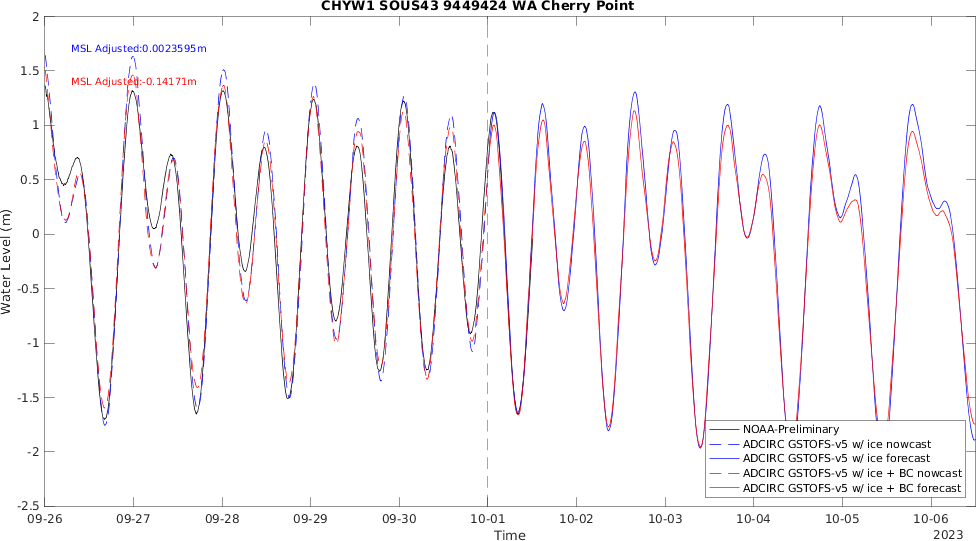 CHYW1 SOUS43 9449424 WA Cherry Point
MSL Adjusted:0.0023595m
MSL Adjusted:-0.14171m
Water Level (m)
2
1.5
1
0.5
0
-0.5
-1
-1.5
-2
-2.5
NOAA-Preliminary
ADCIRC GSTOFS-v5 w/ ice nowcast
ADCIRC GSTOFS-v5 w/ ice forecast
ADCIRC GSTOFS-v5 w/ ice + BC nowcast
ADCIRC GSTOFS-v5 w/ ice + BC forecast
09-26 09-27 09-28 09-29 09-30 10-01 10-02 10-03 10-04 10-05 10-06
Time
2023